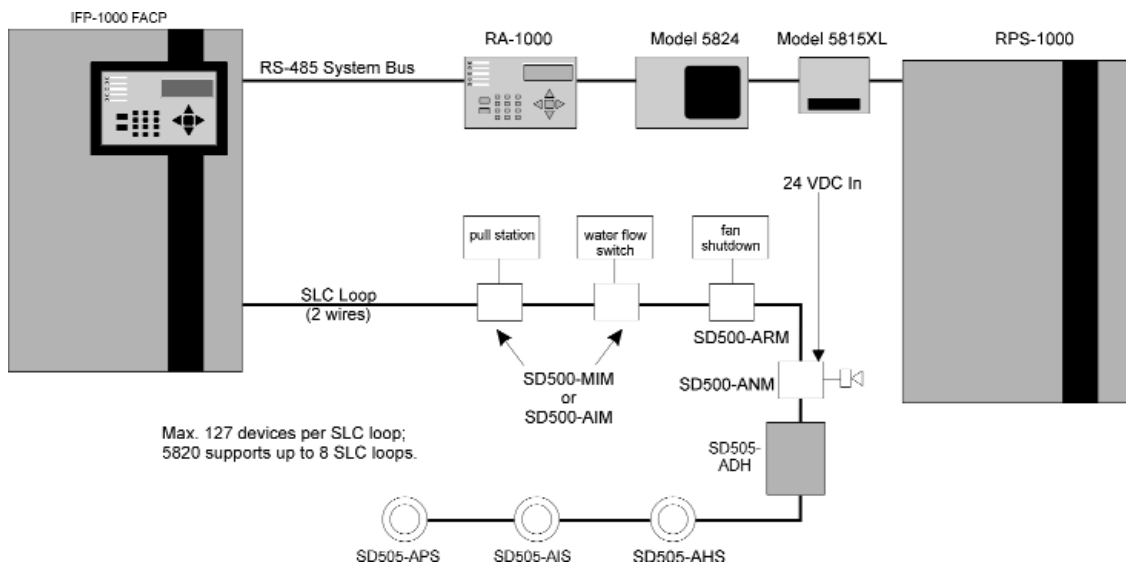 IFP-1000 FACP
RA-1000
Model 5824
Model 5815XL
RPS-1000
RS-485 System Bus
24 VDC In
pull station
water flow
switch
fan
shutdown
SLC Loop
(2 wires)
SD500-ARM
SD500-MIM
or
SD500-AIM
SD500-ANM
Max. 127 devices per SLC loop;
5820 supports up to 8 SLC loops.
SD505-
ADH
SD505-APS
SD505-AIS
SD505-AHS